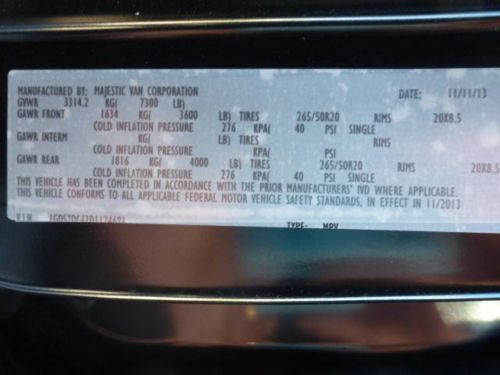 MANUFACTURED BY: MAJESTIC VAN CORPORATION DATE: 11/11/13
GVWR 3314.2 KG( 7300 LB)
GAWR FRONT 1634 KG( 3600 LB) TIRES 265/50R20 RIMS 20X8.5
COLD INFLATION PRESSURE 276 KPA( 40 PSI SINGLE
GAWR INTERM KG( LB) TIRES RIMS
COLD INFLATION PRESSURE KPA( PSI
GAWR REAR 1816 KG( 4000 LB) TIRES 265/50R20 RIMS 20X8.5
COLD INFLATION PRESSURE 276 KPA( 40 PSI SINGLE
THIS VEHICLE HAS BEEN COMPLETED IN ACCORDANCE WITH THE PRIOR MANUFACTURERS' IVD WHERE APPLICABLE.
THIS VEHICLE CONFORMS TO ALL APPLICABLE FEDERAL MOTOR VEHICLE SAFETY STANDARDS, IN EFFECT IN 11/2013
TYPE: MPV